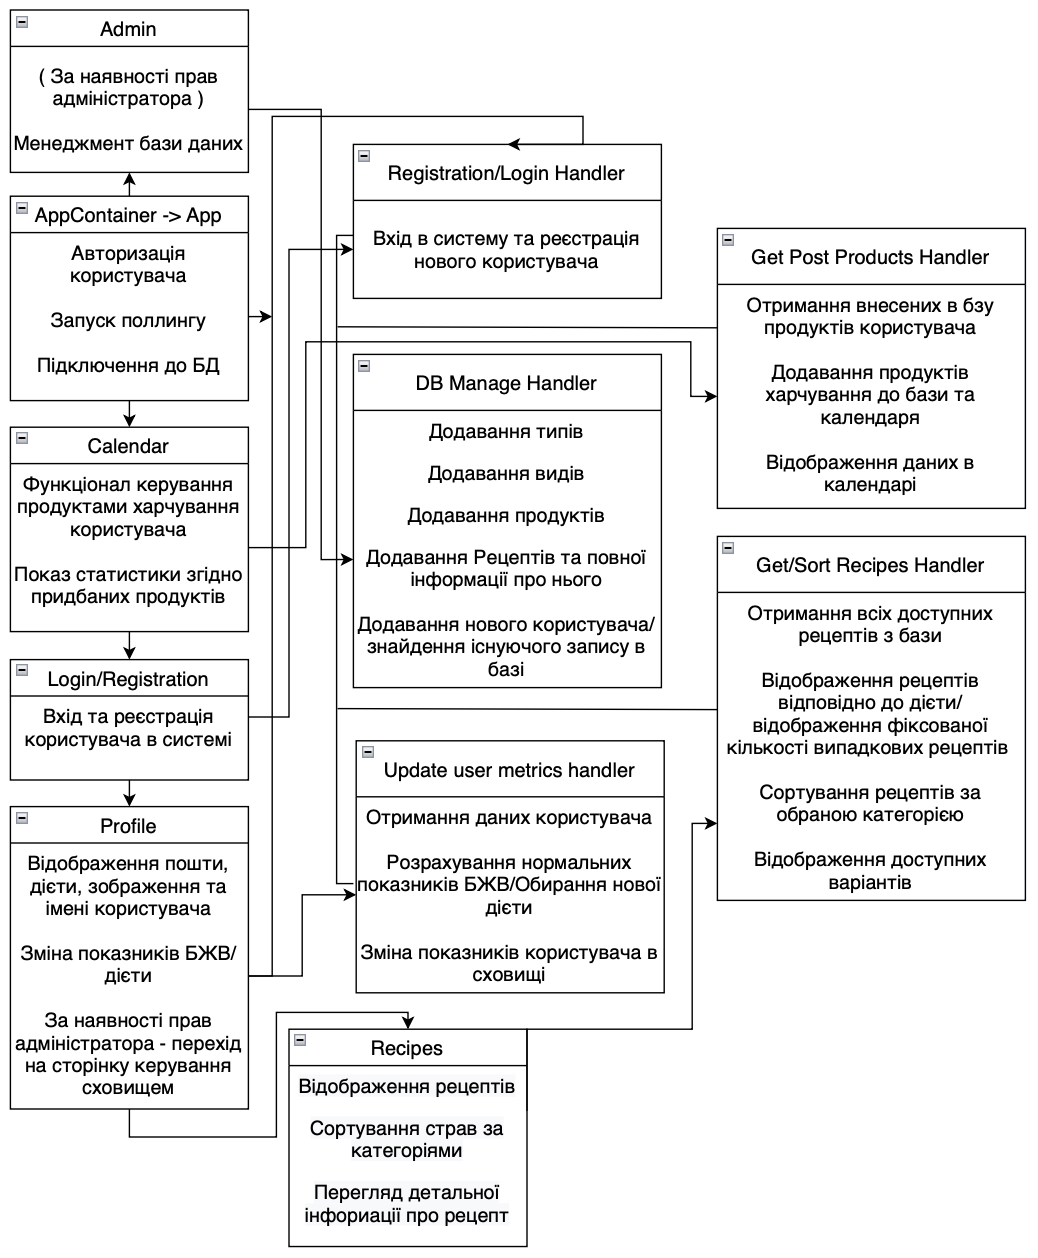 Admin
( За наявності прав
адміністратора )
Менеджмент бази даних
AppContainer -> App
Авторизація
користувача
Запуск поллингу
Підключення до БД
Calendar
Функціонал керування
продуктами харчування
користувача
Показ статистики згідно
придбаних продуктів
Login/Registration
Вхід та реєстрація
користувача в системі
Profile
Відображення пошти,
дієти, зображення та
імені користувача
Зміна показників БЖВ/
дієти
За наявності прав
адміністратора - перехід
на сторінку керування
сховищем
Registration/Login Handler
Вхід в систему та реєстрація
нового користувача
DB Manage Handler
Додавання типів
Додавання видів
Додавання продуктів
Додавання Рецептів та повної
інформації про нього
Додавання нового користувача/
знайдення існуючого запису в
базі
Update user metrics handler
Отримання даних користувача
Розрахування нормальних
показників БЖВ/Обирання нової
дієти
Зміна показників користувача в
сховищі
Recipes
Відображення рецептів
Сортування страв за
категоріями
Перегляд детальної
інфориації про рецепт
Get Post Products Handler
Отримання внесених в бзу
продуктів користувача
Додавання продуктів
харчування до бази та
календаря
Відображення даних в
календарі
Get/Sort Recipes Handler
Отримання всіх доступних
рецептів з бази
Відображення рецептів
відповідно до дієти/
відображення фіксованої
кількості випадкових рецептів
Сортування рецептів за
обраною категорією
Відображення доступних
варіантів